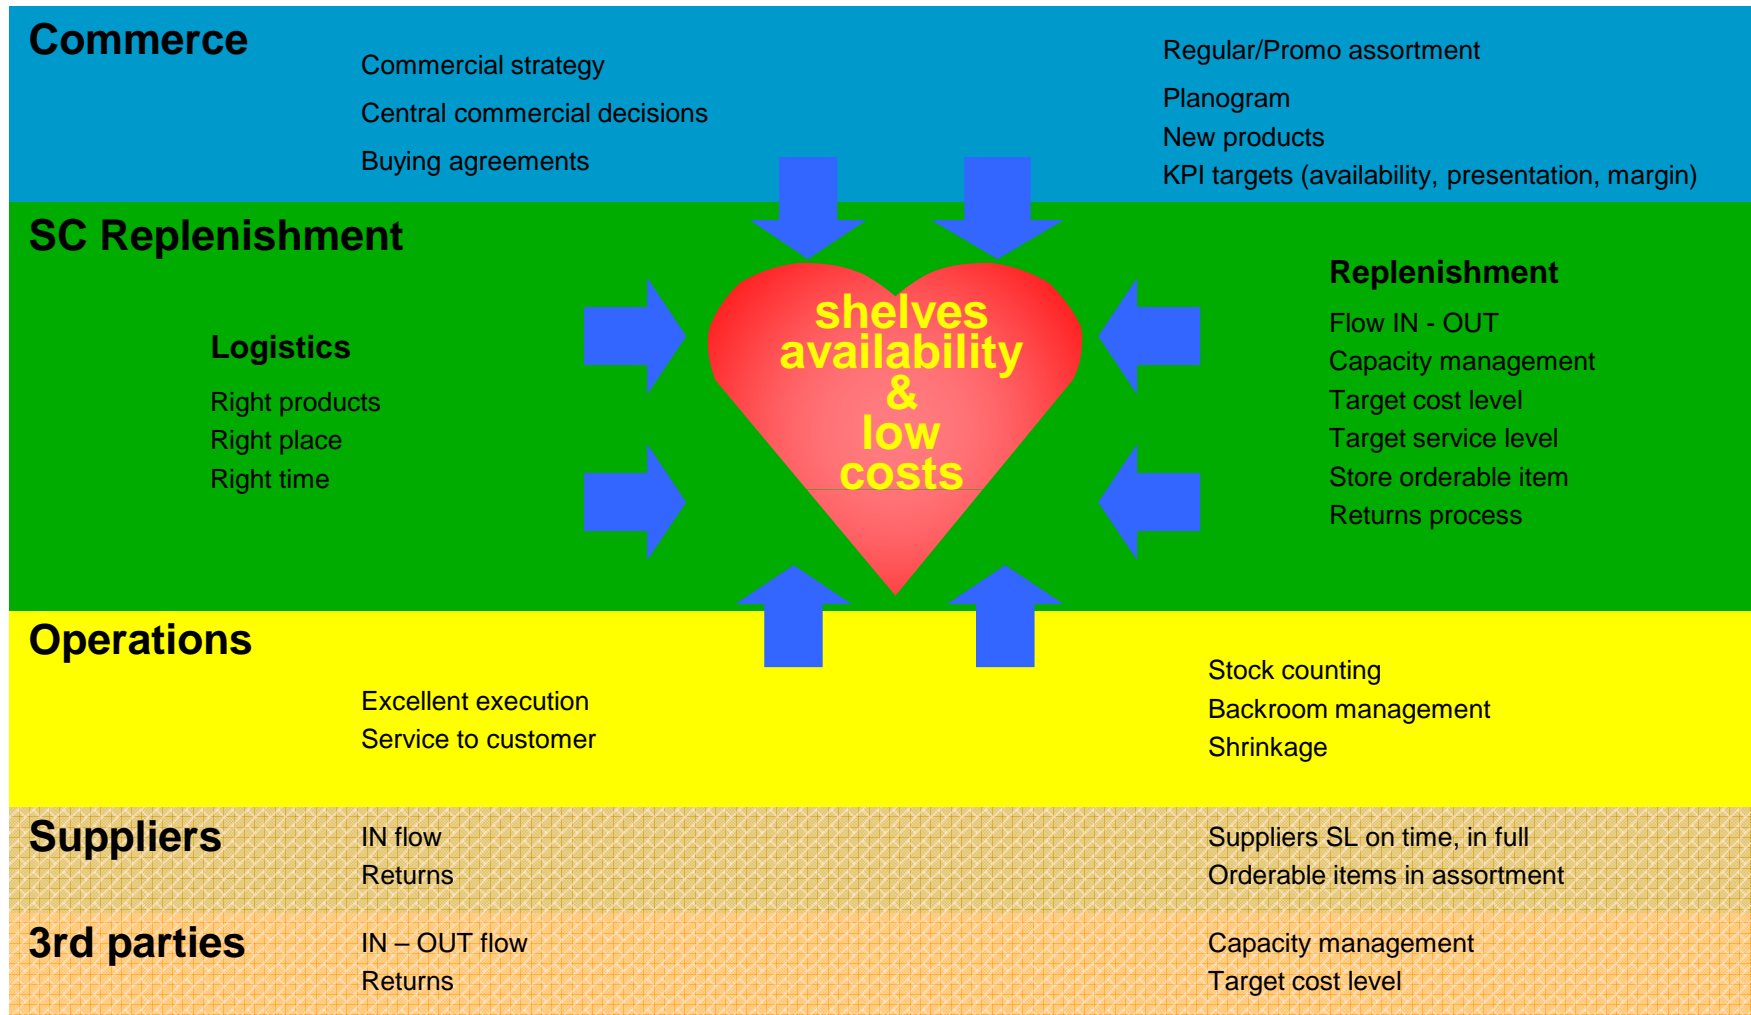 Commerce
Commercial strategy
Central commercial decisions
Buying agreements
Regular/Promo assortment
Planogram
New products
KPI targets (availability, presentation, margin)
SC Replenishment
Logistics
Right products
Right place
Right time
shelves
availability
&
low
costs
Replenishment
Flow IN - OUT
Capacity management
Target cost level
Target service level
Store orderable item
Returns process
Operations
Excellent execution
Service to customer
Stock counting
Backroom management
Shrinkage
Suppliers
IN flow
Returns
Suppliers SL on time, in full
Orderable items in assortment
3rd parties
IN – OUT flow
Returns
Capacity management
Target cost level